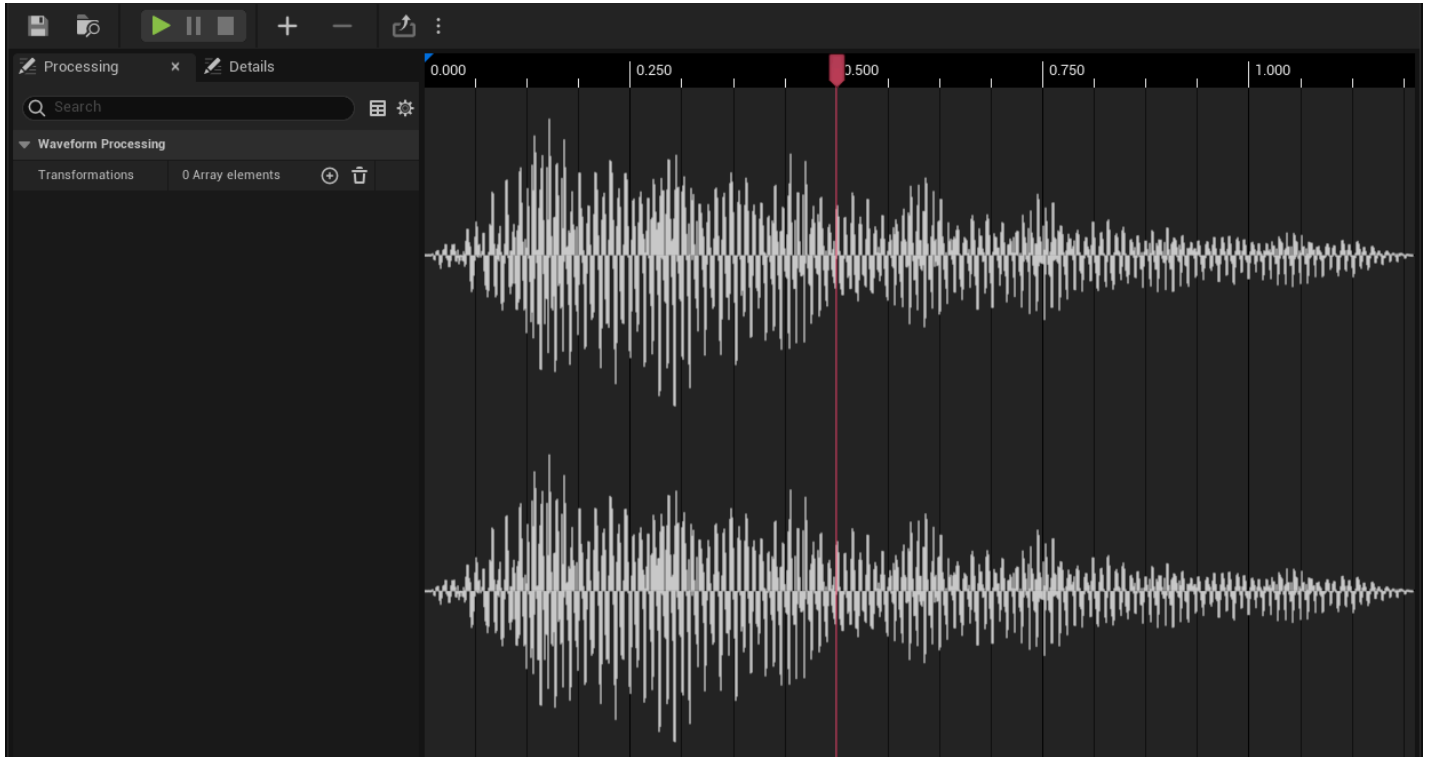 Processing
Details
Search
Waveform Processing
Transformations 0 Array elements
0.000 0.250 0.500 0.750 1.000